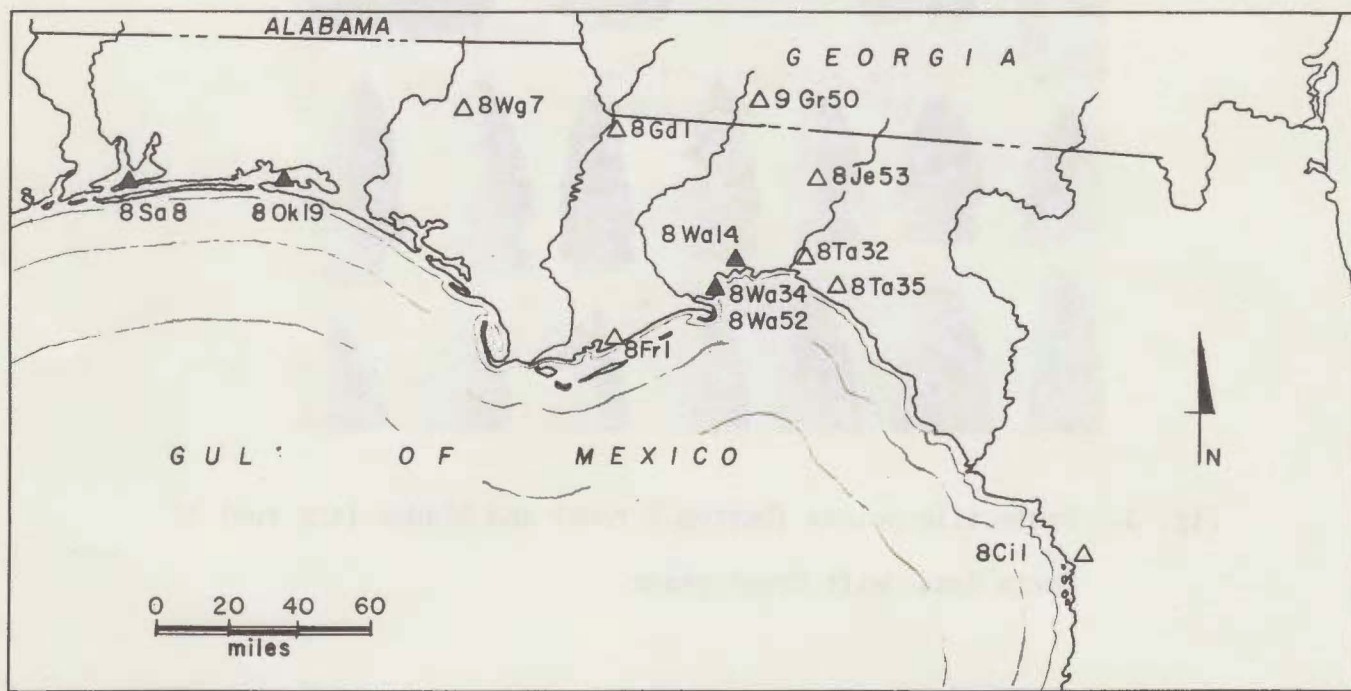 ALABAMA
GEORGIA
8Wg7
9 Gr50
8Gd1
8Je53
8Sa8
8Ok19
8Wa14
8Ta32
8Wa34
8Ta35
8Wa52
8Fr1
GUL' OF MEXICO
N
8Ci1
0 20 40 60
miles